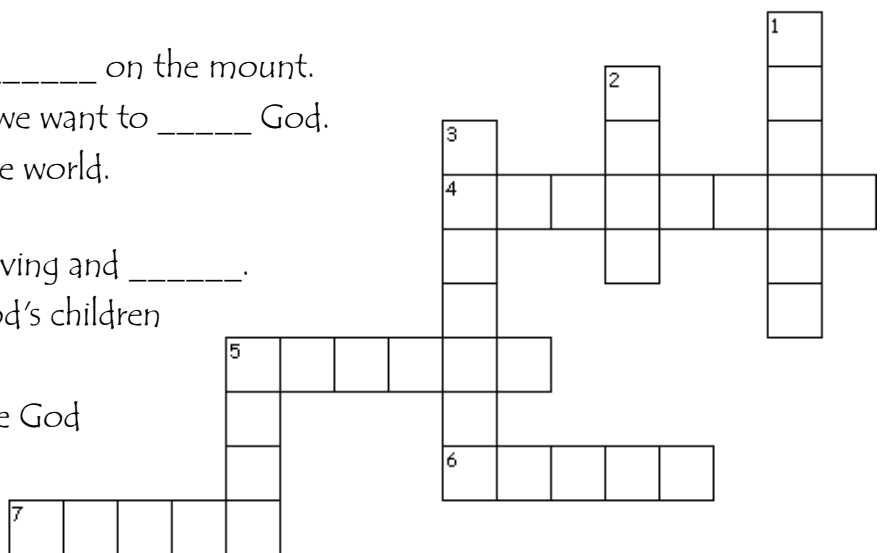 ______ on the mount.
we want to _____ God.
e world.
ving and ______.
od's children
e God
1
2
3
4
5
6
7